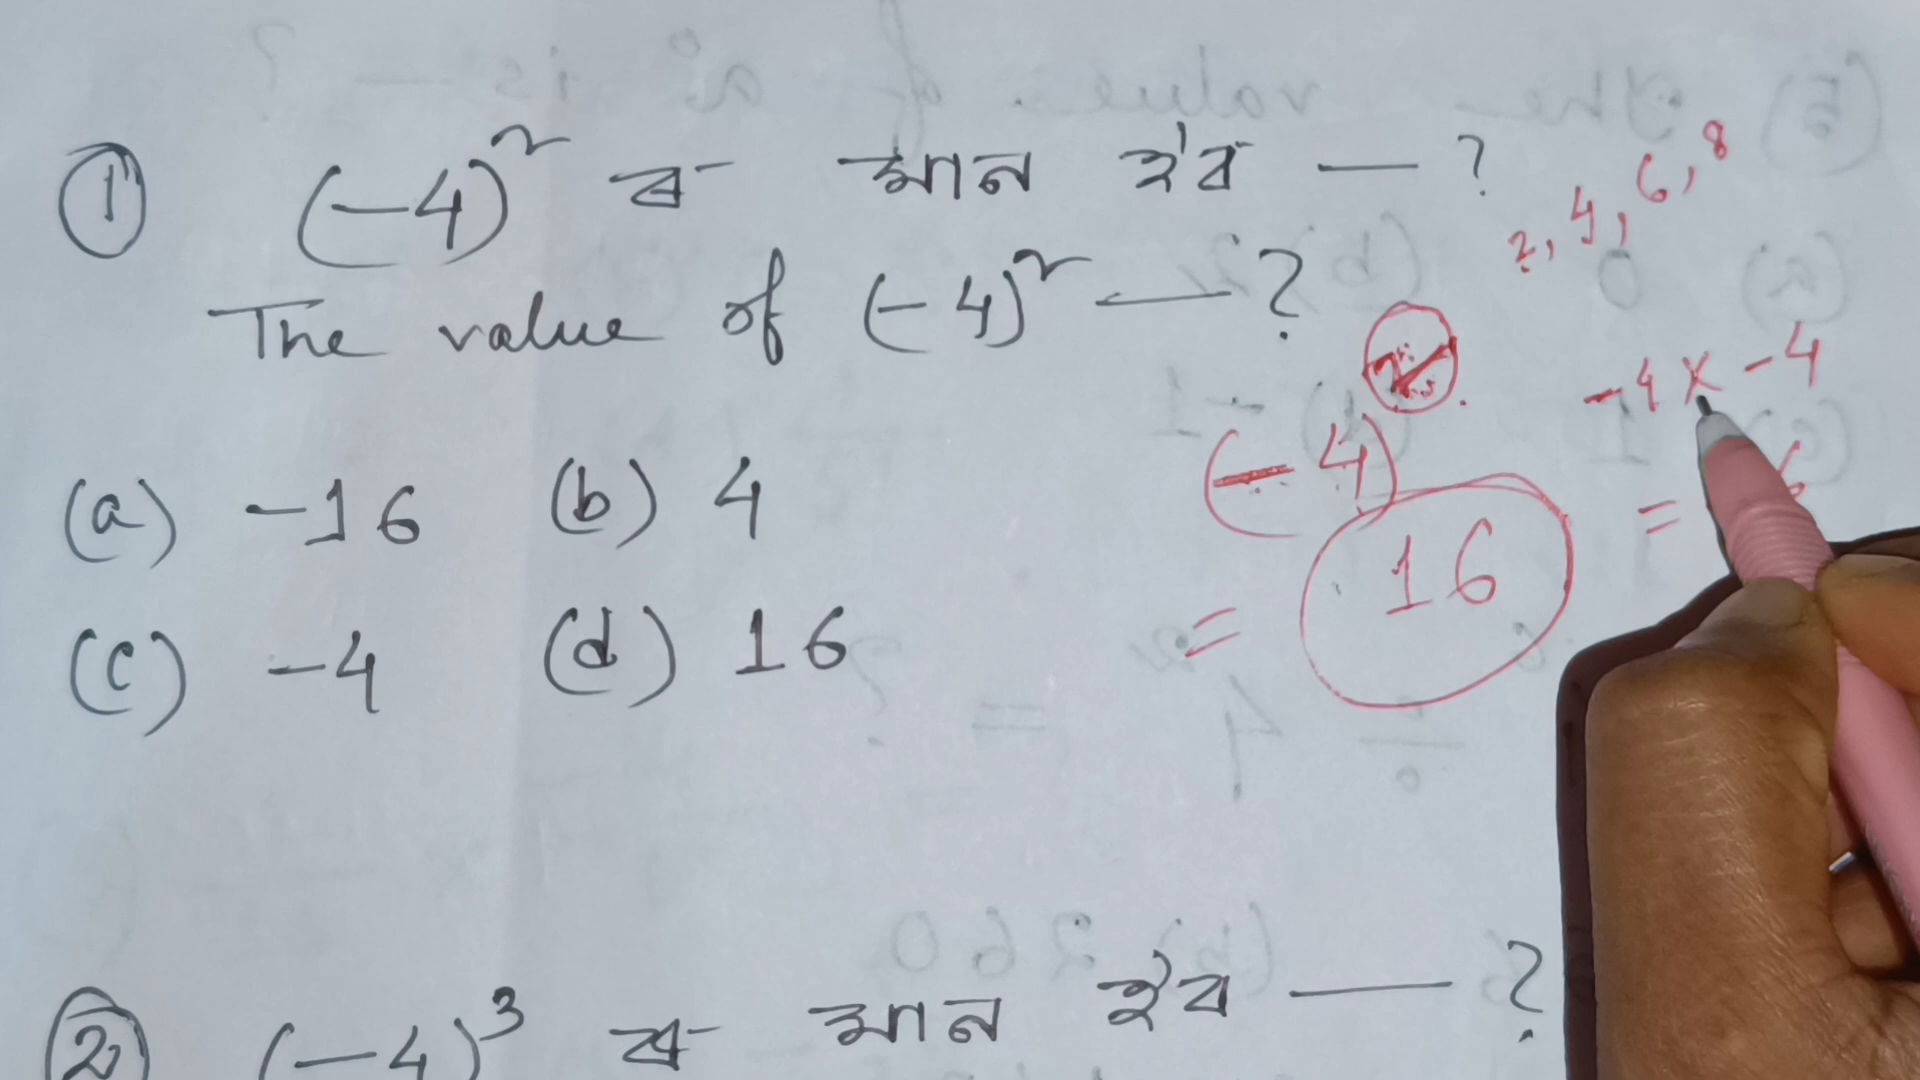 ① (-4)² ৰ মান হ'ব — ?
The value of (-4)² — ?
(a) -16 (b) 4
(c) -4 (d) 16
2, 4, 6, 8
(-4)
= 16
-4 × -4
=
② (-4)³ ৰ মান হ'ব — ?